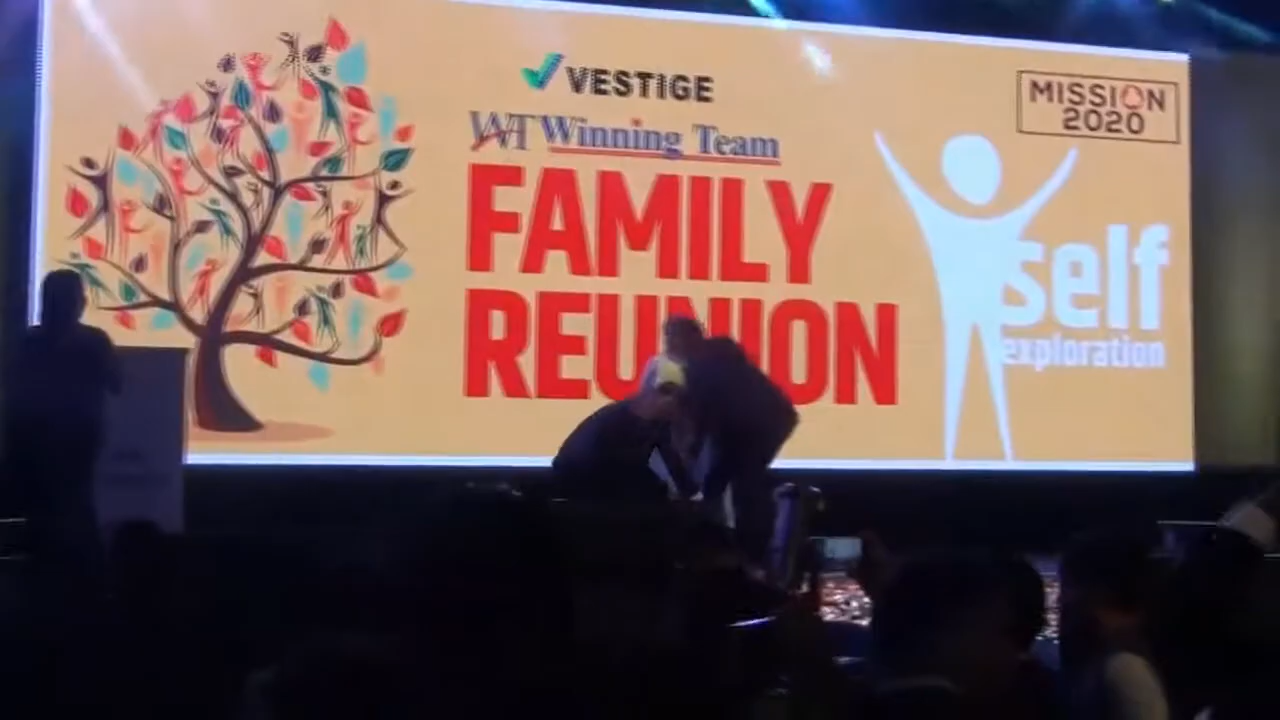 VESTIGE
WT Winning Team
FAMILY
REUNION
MISSION
2020
self
exploration